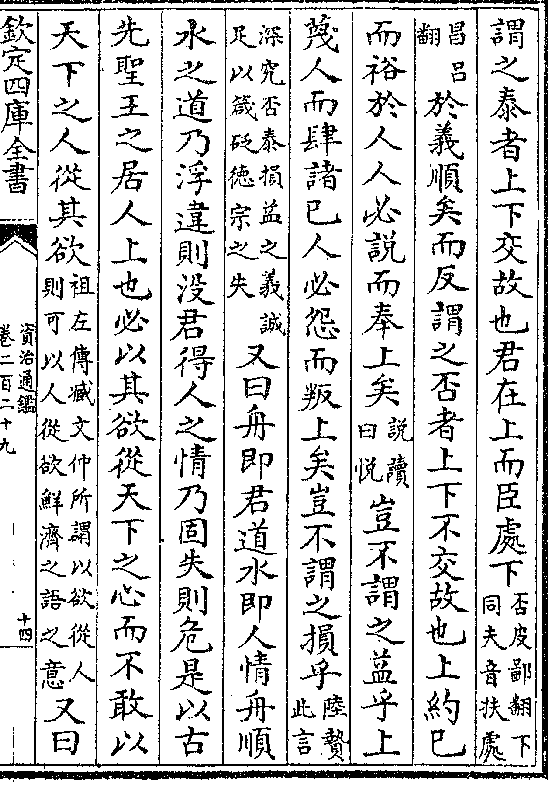 謂之泰者上下交故也君在上而臣處下否皮鄙翻下同夫音扶處
昌呂翻於義順矣而反謂之否者上下不交故也上約已
而裕於人人必説而奉上矣説讀曰悦豈不謂之益乎上
蔑人而肆諸已人必怨而叛上矣豈不謂之損乎陸贄此言
深究否泰損益之義誠足以箴砭徳宗之失又曰舟即君道水即人情舟順
水之道乃浮違則没君得人之情乃固失則危是以古
先聖王之居人上也必以其欲從天下之心而不敢以
天下之人從其欲祖左傳臧文仲所謂以欲從人則可以人從欲鮮濟之語之意又曰
欽定四庫全書
資治通鑑
卷二百二十九
十四